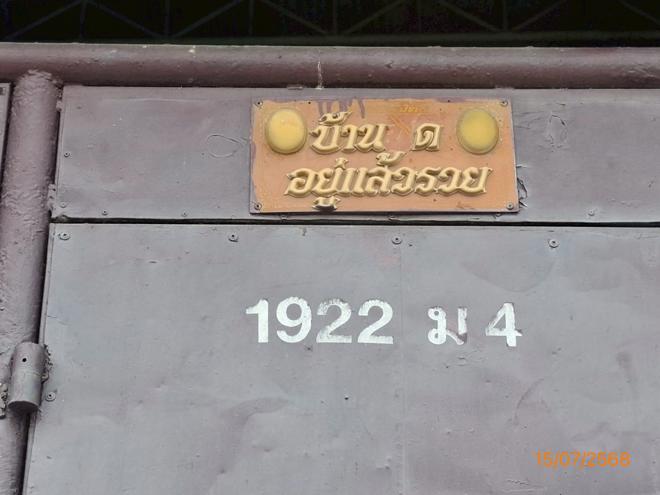 บ้าน ด
อยู่แล้วรวย
1922 ม 4
15/07/2568